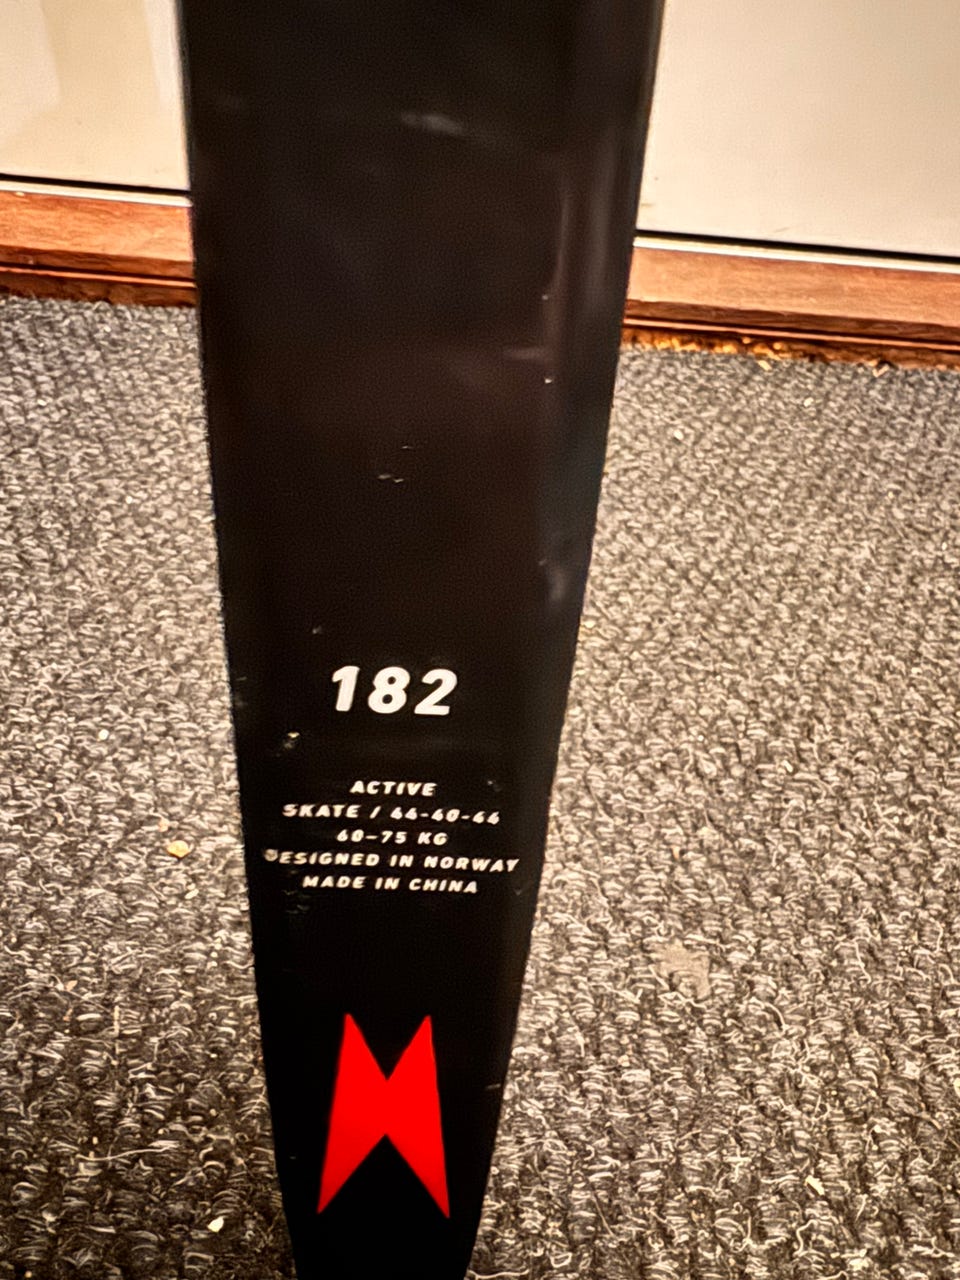 182
ACTIVE
SKATE / 44-40-44
60-75 KG
DESIGNED IN NORWAY
MADE IN CHINA